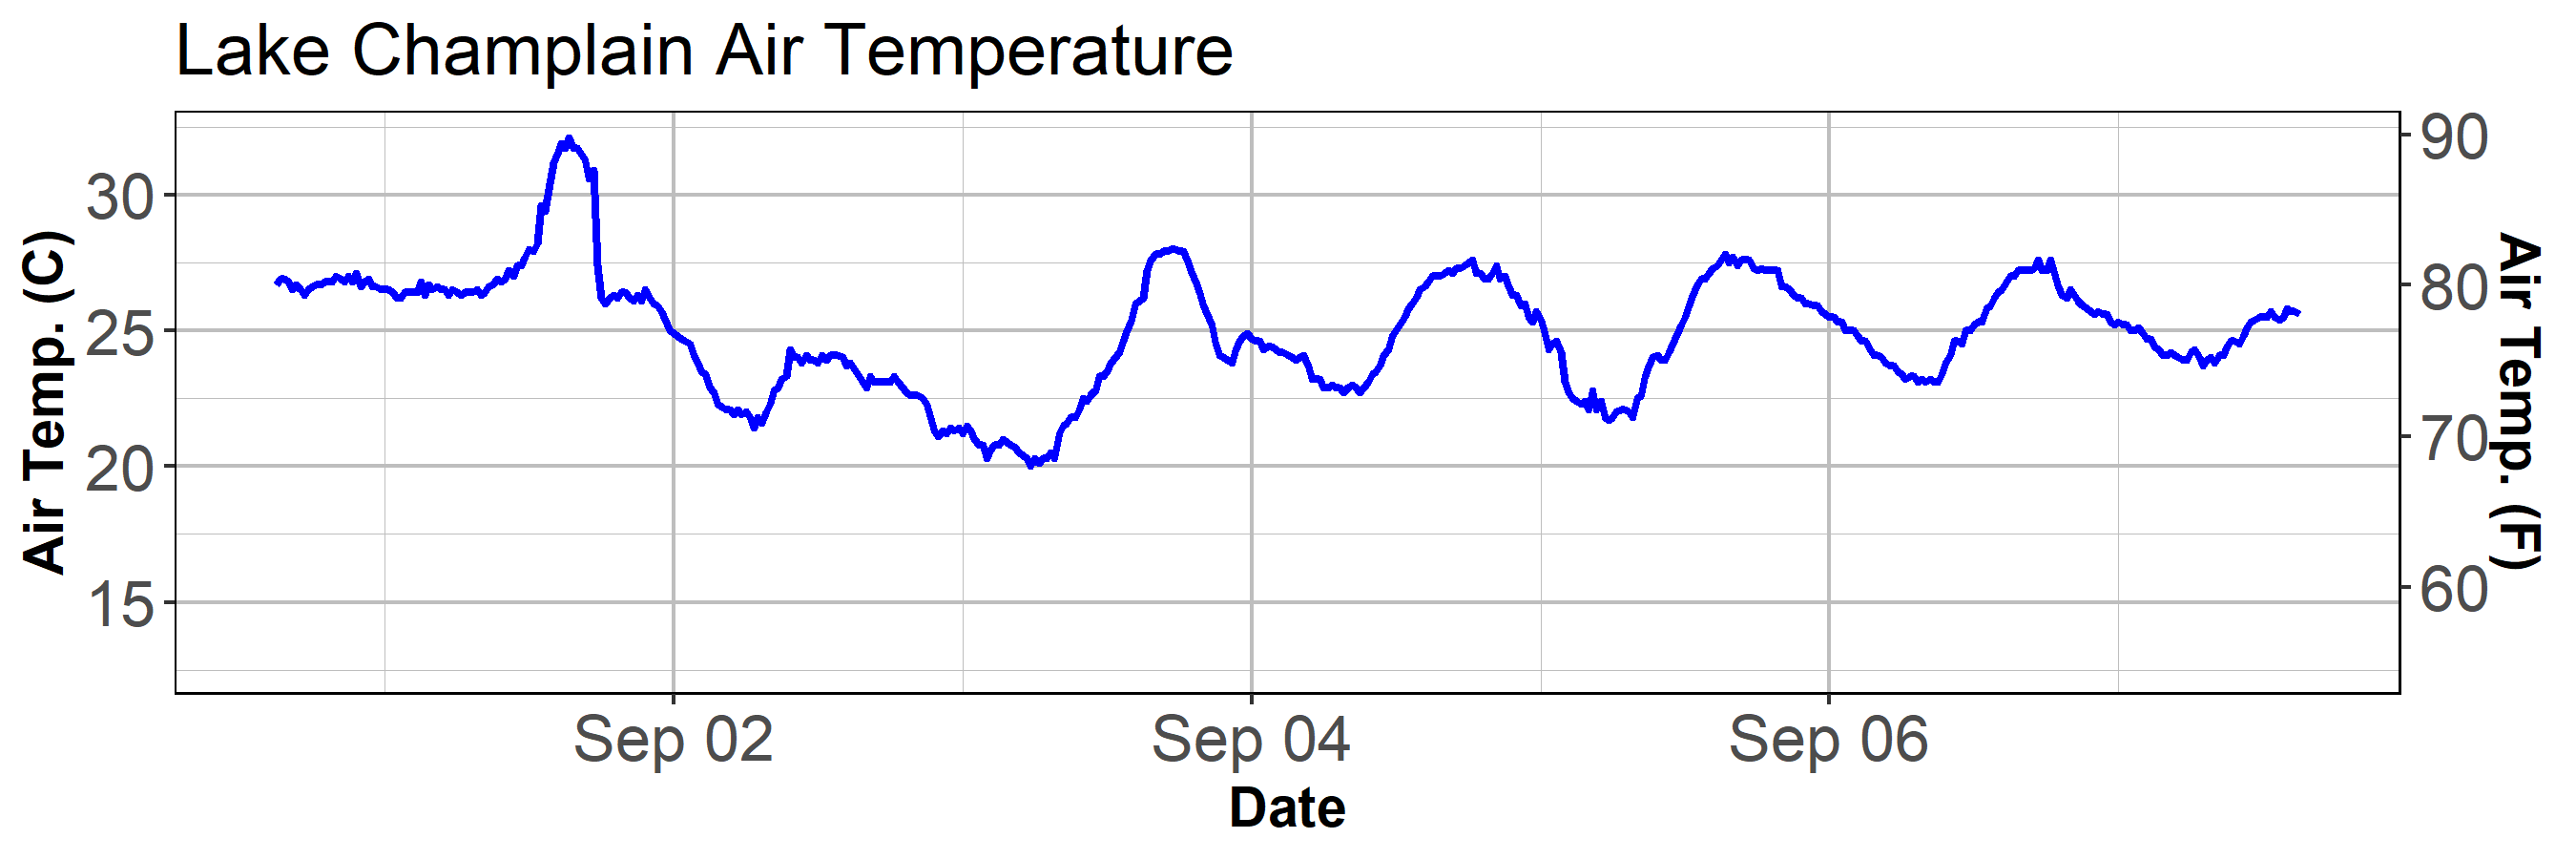 Lake Champlain Air Temperature
Air Temp. (C)
30
25
20
15
90
80
70
60
Air Temp. (F)
Sep 02
Sep 04
Sep 06
Date